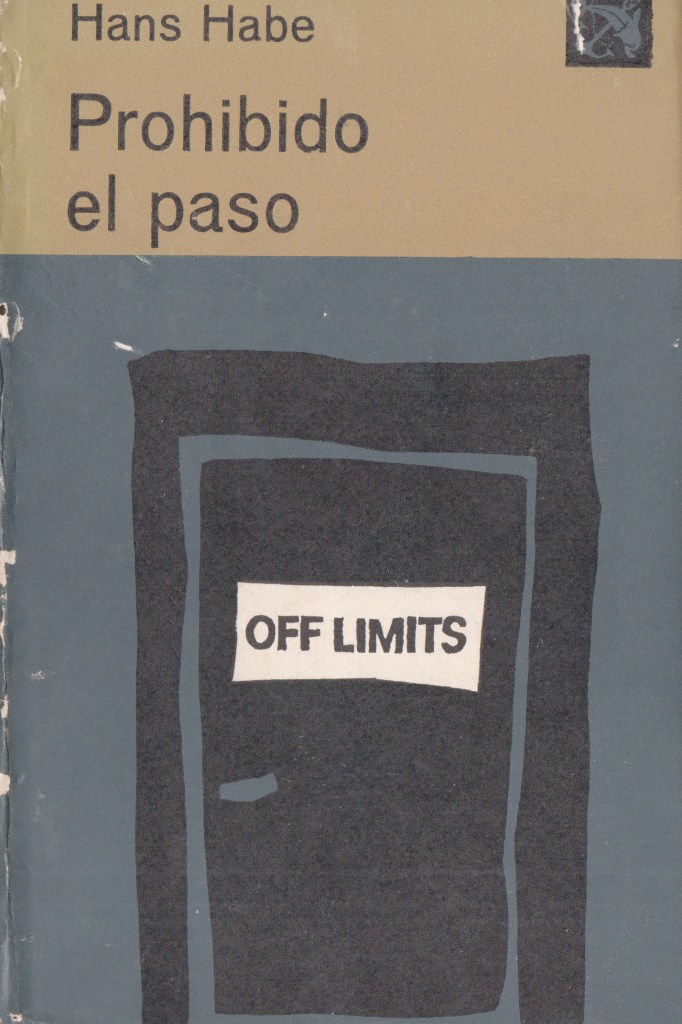 Hans Habe
Prohibido
el paso
OFF LIMITS